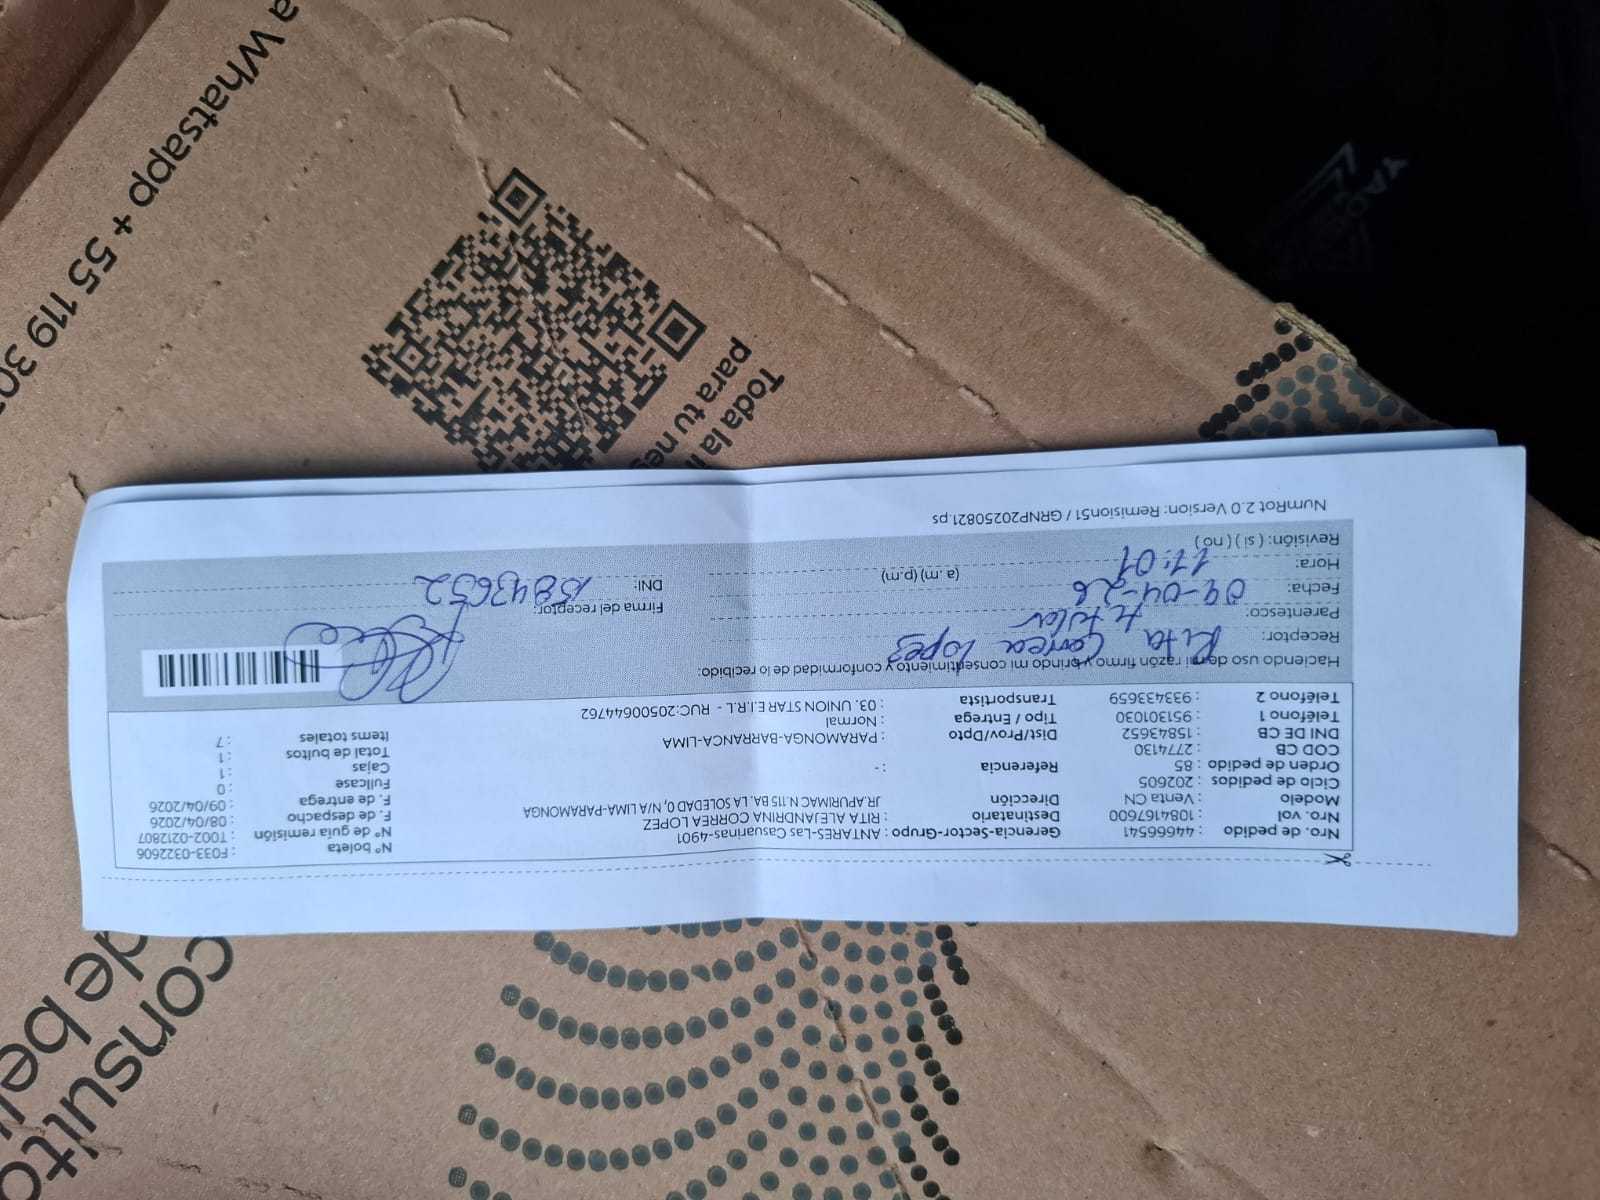 Nro. de pedido : 44666541
Nro. vol : 1084167600
Modelo : Venta CN
Ciclo de pedidos : 202605
Orden de pedido : 85
COD CB : 2774130
DNI DE CB : 15843652
Teléfono 1 : 951301030
Teléfono 2 : 933433659
Gerencia-Sector-Grupo : ANTARES-Las Casuarinas-4901
Destinatario RITA ALEJANDRINA CORREA LOPEZ
Dirección JR.APURIMAC N.115 BA. LA SOLEDAD 0, N/A LIMA-PARAMONGA
Referencia : -
Dist/Prov/Dpto : PARAMONGA-BARRANCA-LIMA
Tipo / Entrega : Normal
Transportista : 03. UNION STAR E.I.R.L - RUC:20500644762
N° boleta : F033-0322606
N° de guía remisión : T002-0212807
F. de despacho : 08/04/2026
F. de entrega : 09/04/2026
Fullcase : 0
Cajas : 1
Total de bultos : 1
Items totales : 7
Haciendo uso de mi razón firmo y brindo mi consentimiento y conformidad de lo recibido:
Receptor: Rita Correa Lopez
Parentesco: titular
Fecha: 09-04-26
Hora: 11:01 (a.m) (p.m)
Revisión: ( si ) ( no )
Firma del receptor:
DNI: 15843652
NumRot 2.0 Version: Remision51 / GRNP20250821.ps
a Whatsapp + 55 119 30
Toda la
para tu ne
consulto
de be